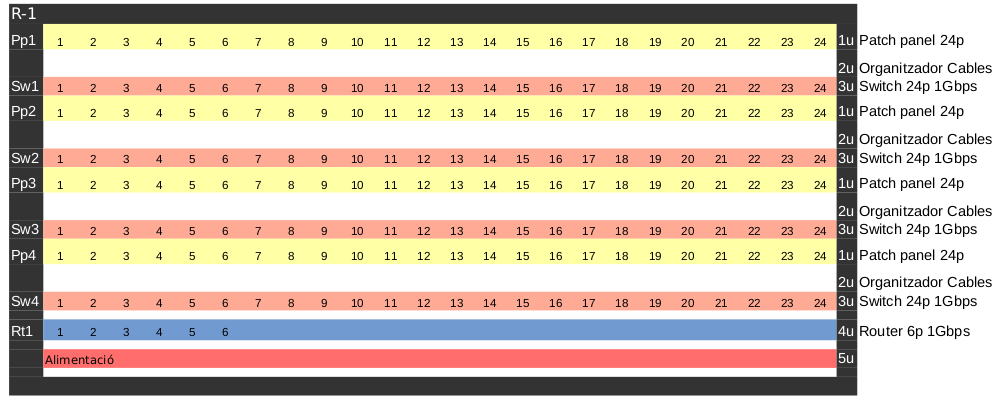 R-1
Pp1 1 2 3 4 5 6 7 8 9 10 11 12 13 14 15 16 17 18 19 20 21 22 23 24 1u Patch panel 24p
2u Organitzador Cables
Sw1 1 2 3 4 5 6 7 8 9 10 11 12 13 14 15 16 17 18 19 20 21 22 23 24 3u Switch 24p 1Gbps
Pp2 1 2 3 4 5 6 7 8 9 10 11 12 13 14 15 16 17 18 19 20 21 22 23 24 1u Patch panel 24p
2u Organitzador Cables
Sw2 1 2 3 4 5 6 7 8 9 10 11 12 13 14 15 16 17 18 19 20 21 22 23 24 3u Switch 24p 1Gbps
Pp3 1 2 3 4 5 6 7 8 9 10 11 12 13 14 15 16 17 18 19 20 21 22 23 24 1u Patch panel 24p
2u Organitzador Cables
Sw3 1 2 3 4 5 6 7 8 9 10 11 12 13 14 15 16 17 18 19 20 21 22 23 24 3u Switch 24p 1Gbps
Pp4 1 2 3 4 5 6 7 8 9 10 11 12 13 14 15 16 17 18 19 20 21 22 23 24 1u Patch panel 24p
2u Organitzador Cables
Sw4 1 2 3 4 5 6 7 8 9 10 11 12 13 14 15 16 17 18 19 20 21 22 23 24 3u Switch 24p 1Gbps
Rt1 1 2 3 4 5 6 4u Router 6p 1Gbps
Alimentació 5u